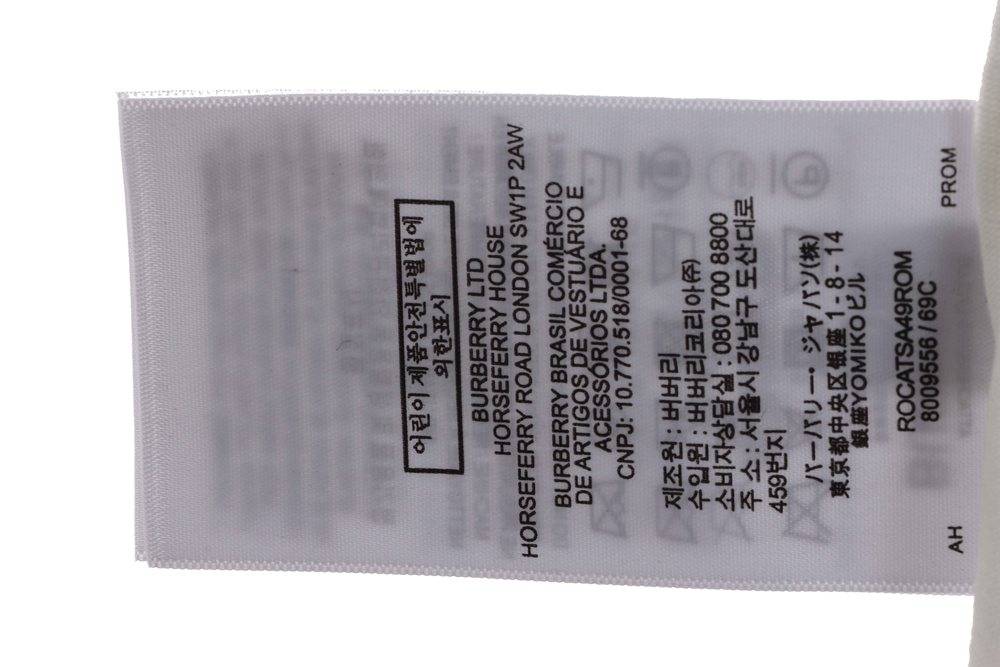 어린이 제품안전특별법에
의한표시
BURBERRY LTD
HORSEFERRY HOUSE
HORSEFERRY ROAD LONDON SW1P 2AW
BURBERRY BRASIL COMÉRCIO
DE ARTIGOS DE VESTUÁRIO E
ACESSÓRIOS LTDA.
CNPJ: 10.770.518/0001-68
제조원 : 버버리
수입원 : 버버리코리아(주)
소비자상담실 : 080 700 8800
주 소 : 서울시 강남구 도산대로
459번지
バーバリー・ジャパン(株)
東京都中央区銀座 1 - 8 - 14
銀座YOMIKOビル
ROCATSA49ROM
8009556 / 69C
AH PROM